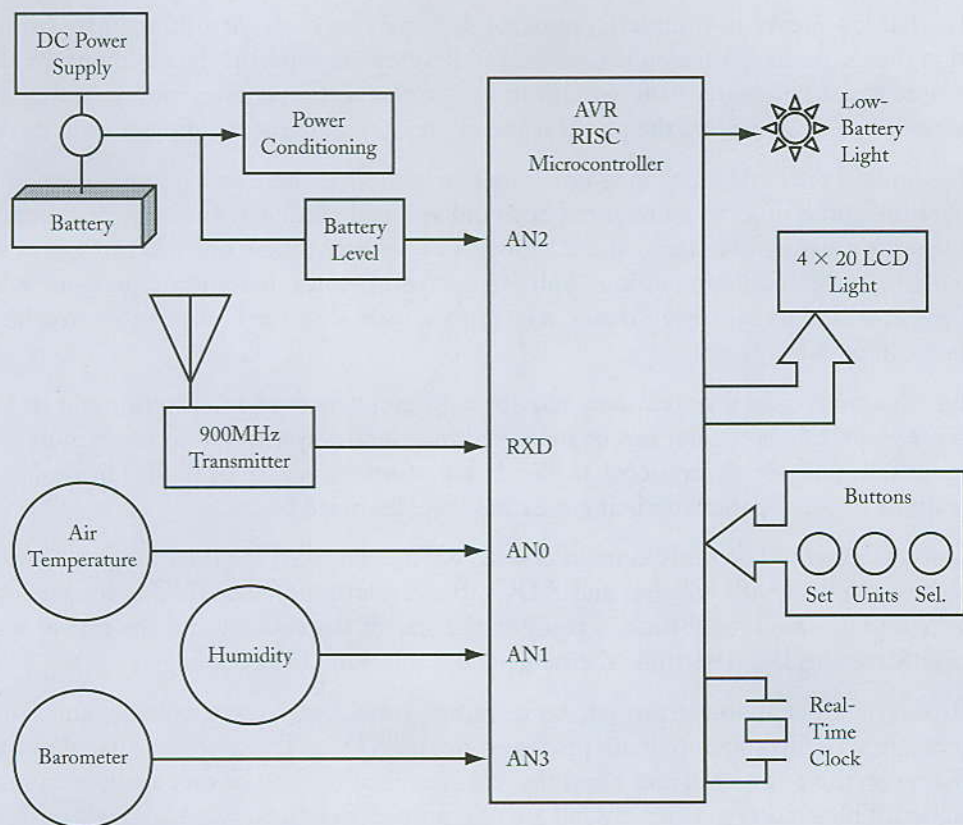 DC Power
Supply
Battery
Power
Conditioning
Battery
Level
900MHz
Transmitter
Air
Temperature
Humidity
Barometer
AVR
RISC
Microcontroller
AN2
RXD
AN0
AN1
AN3
Low-
Battery
Light
4 × 20 LCD
Light
Buttons
Set Units Sel.
Real-
Time
Clock